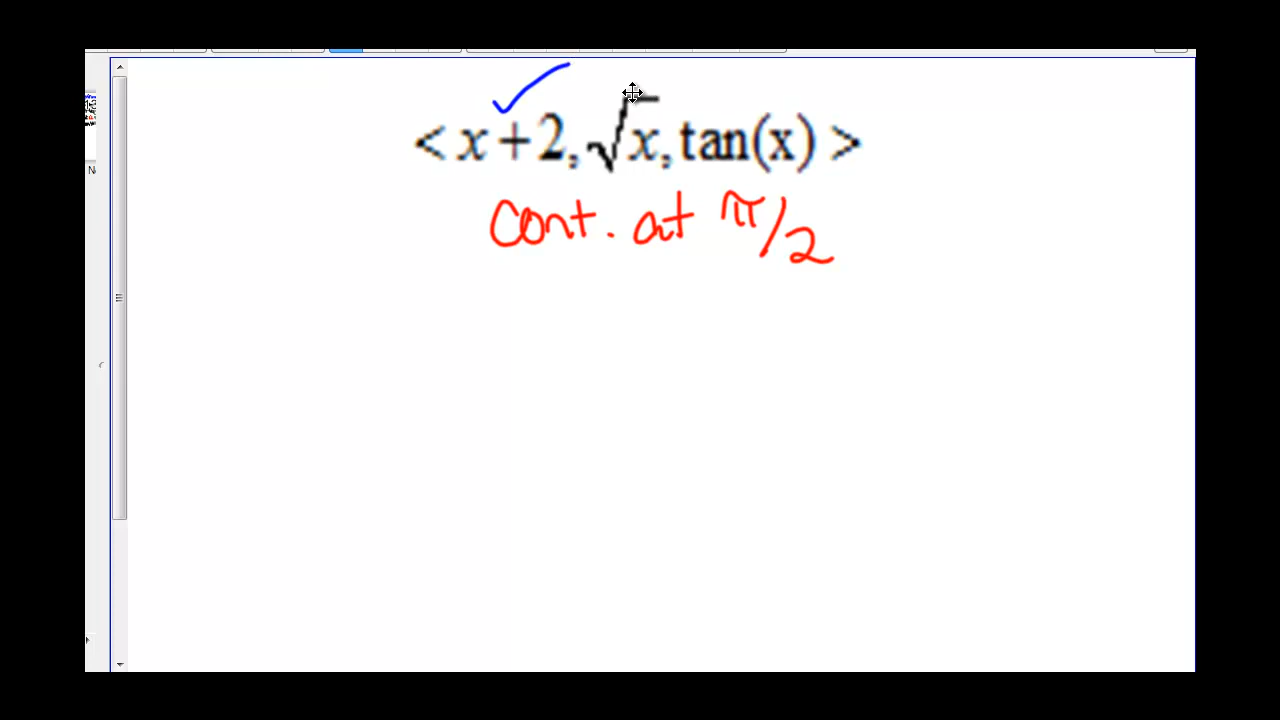 < x + 2, √x, tan(x) >
cont. at π/2
N